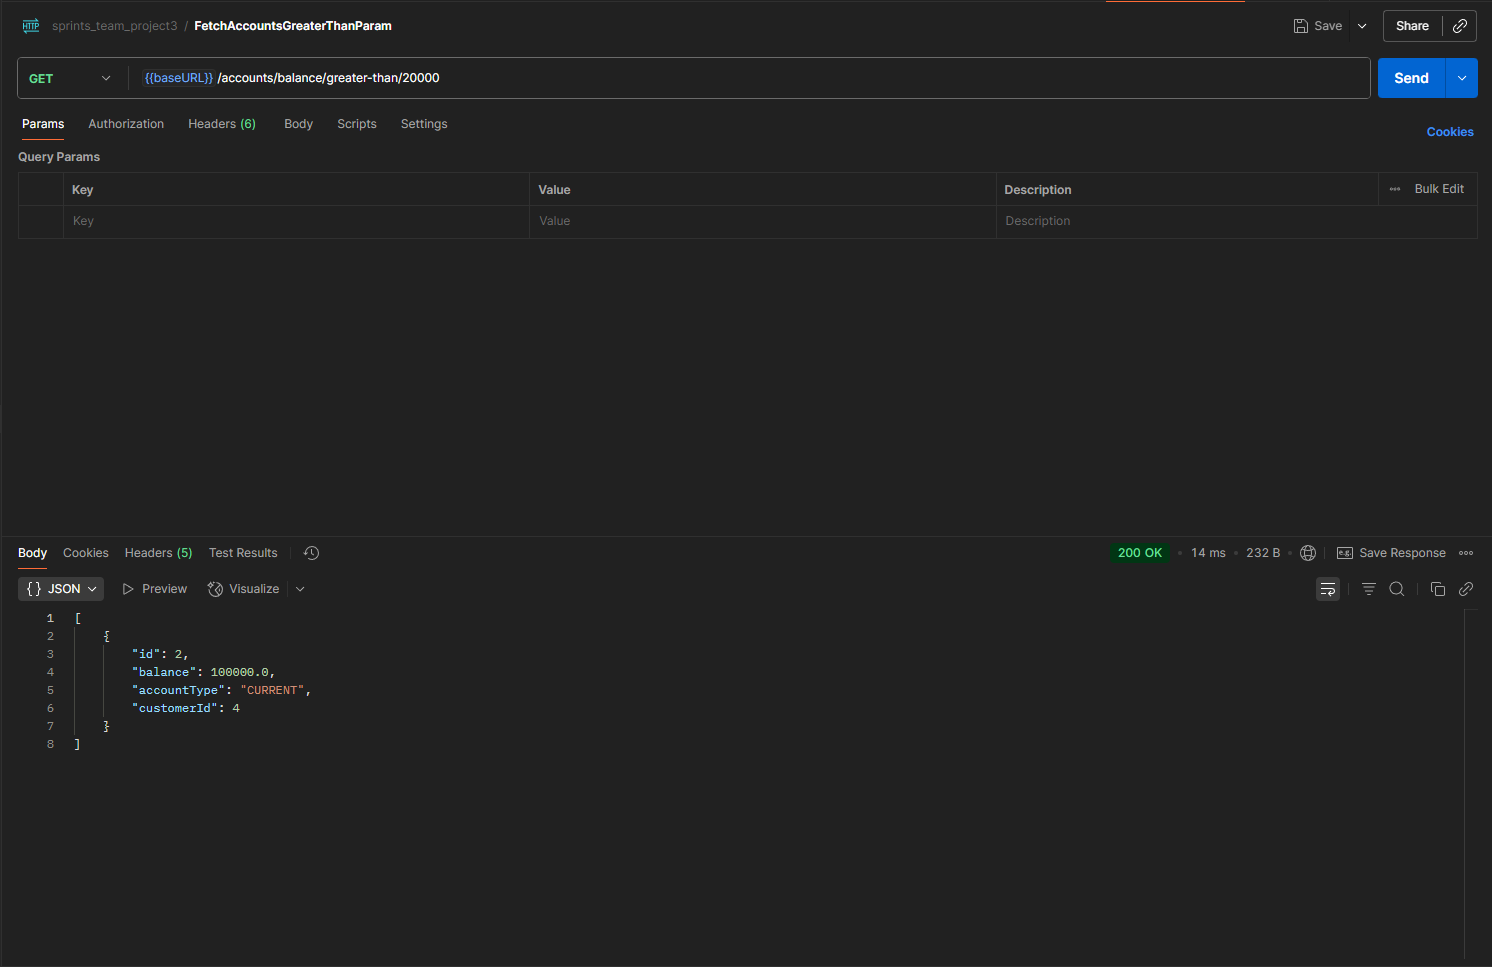 HTTP sprints_team_project3 / FetchAccountsGreaterThanParam Save Share
GET {{baseURL}} /accounts/balance/greater-than/20000 Send
Params Authorization Headers (6) Body Scripts Settings Cookies
Query Params
Key Value Description Bulk Edit
Key Value Description
Body Cookies Headers (5) Test Results 200 OK 14 ms 232 B e.g. Save Response
{} JSON Preview Visualize
1 [
2 {
3 "id": 2,
4 "balance": 100000.0,
5 "accountType": "CURRENT",
6 "customerId": 4
7 }
8 ]